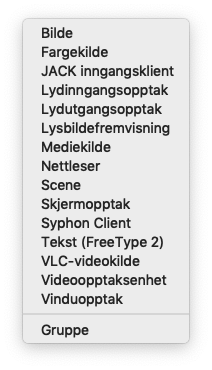 Bilde
Fargekilde
JACK inngangsklient
Lydinngangsopptak
Lydutgangsopptak
Lysbildefremvisning
Mediekilde
Nettleser
Scene
Skjermopptak
Syphon Client
Tekst (FreeType 2)
VLC-videokilde
Videoopptaksenhet
Vinduopptak
Gruppe